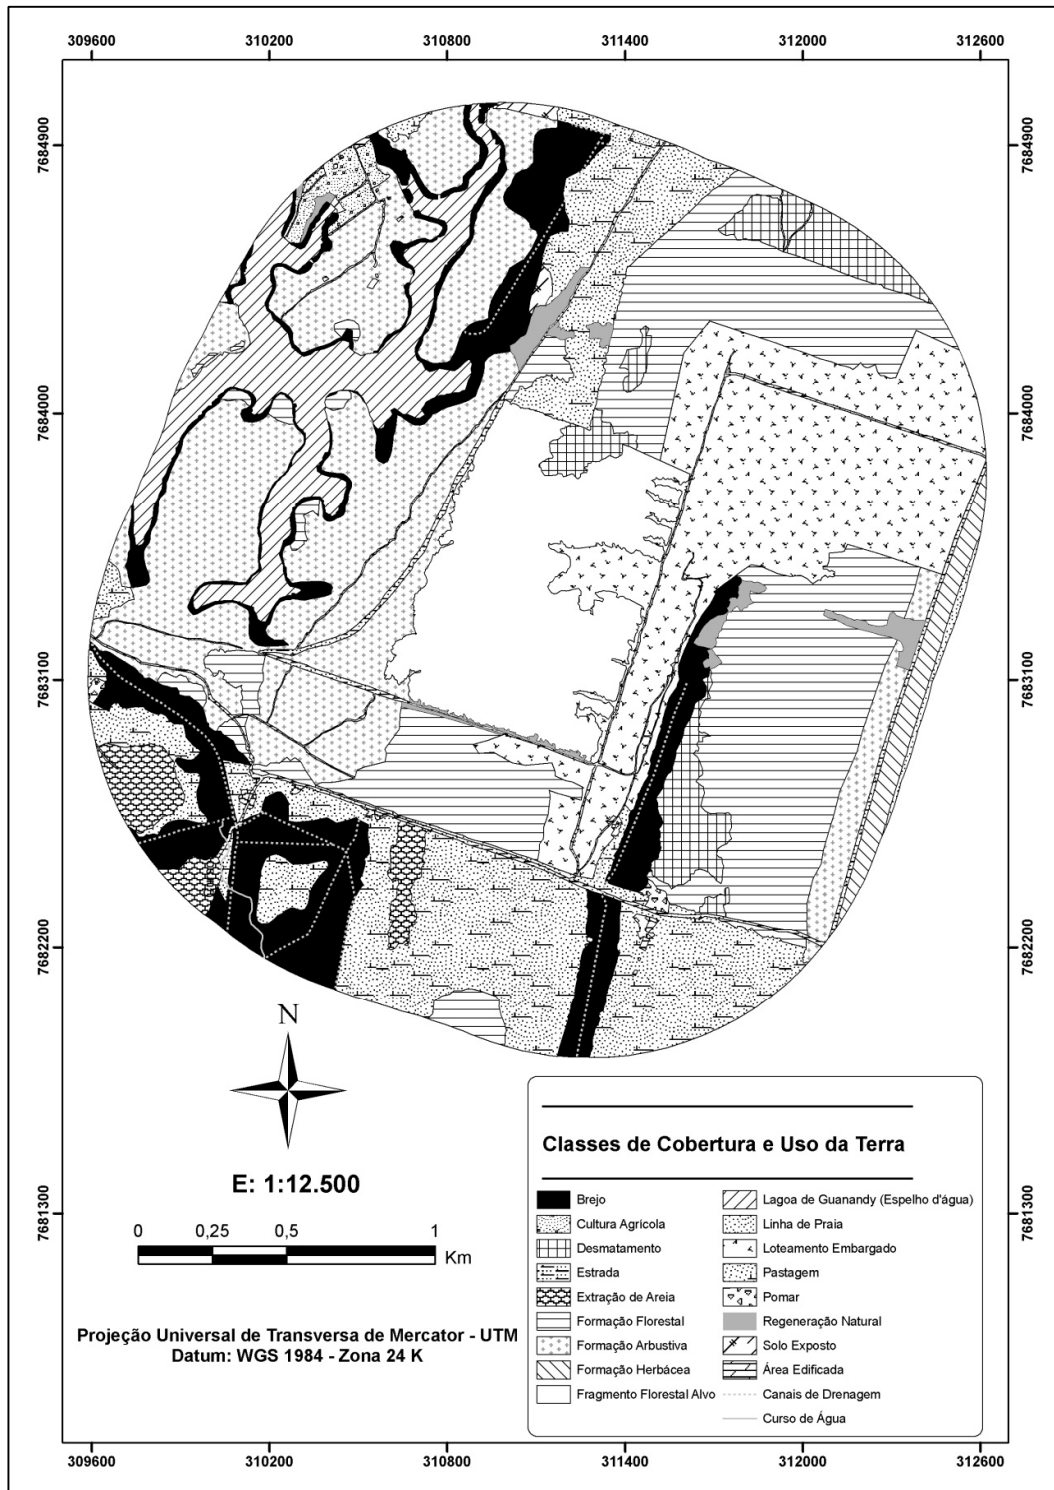 309600 310200 310800 311400 312000 312600
7684900 7684900
7684000 7684000
7683100 7683100
7682200 7682200
N
E: 1:12.500
7681300 7681300
0 0,25 0,5 1
Km
Projeção Universal de Transversa de Mercator - UTM
Datum: WGS 1984 - Zona 24 K
Classes de Cobertura e Uso da Terra
Brejo
Cultura Agricola
Desmatamento
Estrada
Extração de Areia
Formação Florestal
Formação Arbustiva
Formação Herbácea
Fragmento Florestal Alvo
Lagoa de Guanandy (Espelho d'água)
Linha de Praia
Loteamento Embargado
Pastagem
Pomar
Regeneração Natural
Solo Exposto
Área Edificada
Canais de Drenagem
Curso de Água
309600 310200 310800 311400 312000 312600